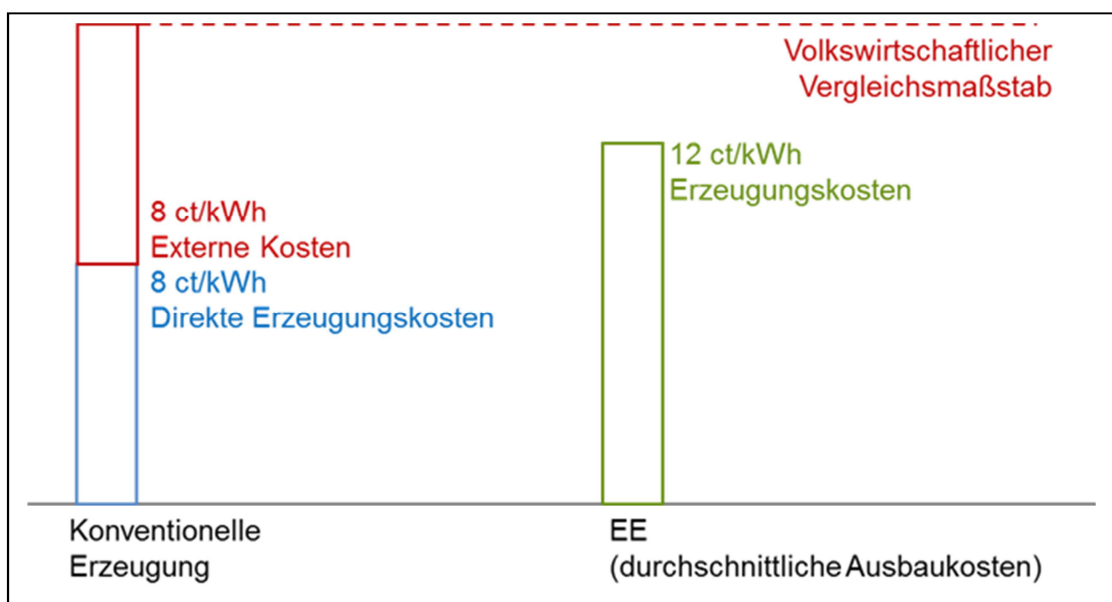 Volkswirtschaftlicher
Vergleichsmaßstab
12 ct/kWh
Erzeugungskosten
8 ct/kWh
Externe Kosten
8 ct/kWh
Direkte Erzeugungskosten
Konventionelle
Erzeugung
EE
(durchschnittliche Ausbaukosten)